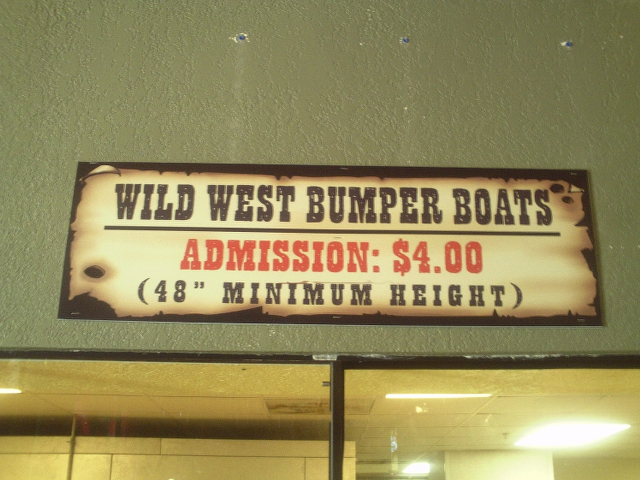 WILD WEST BUMPER BOATS
ADMISSION: $4.00
(48" MINIMUM HEIGHT)